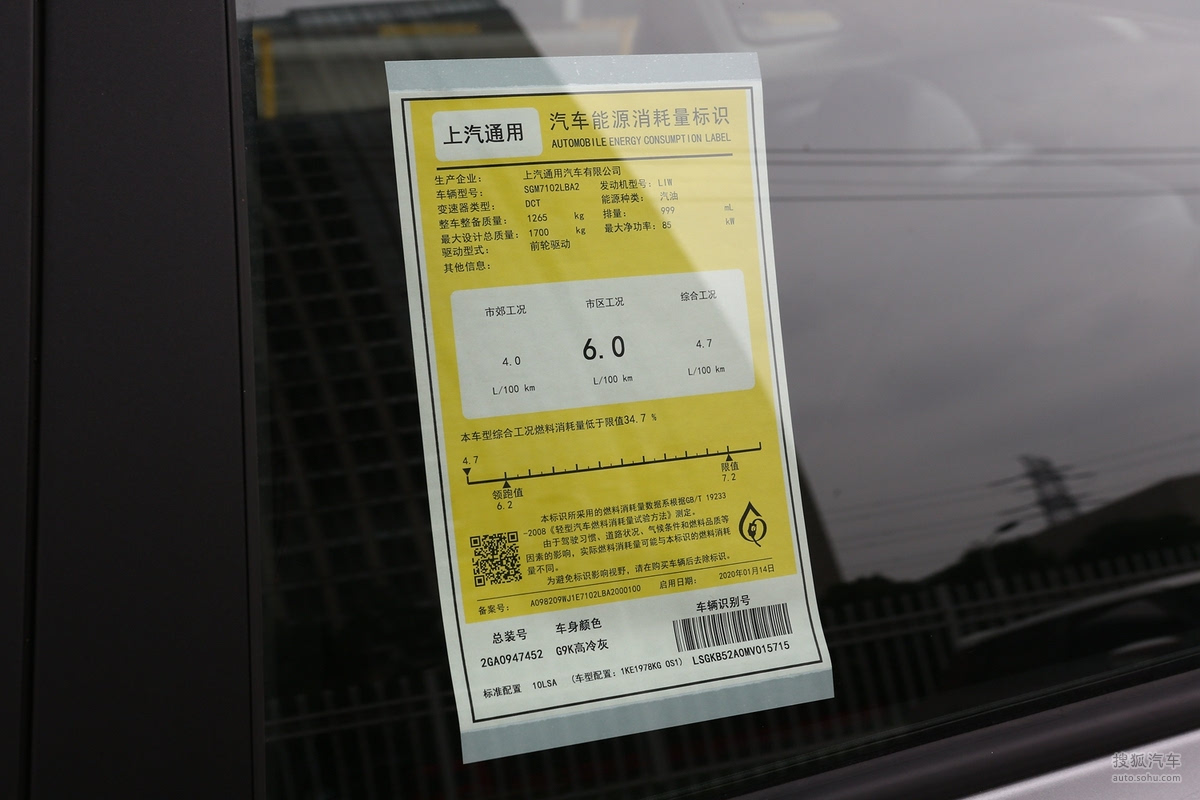 上汽通用
汽车能源消耗量标识
AUTOMOBILE ENERGY CONSUMPTION LABEL
生产企业： 上汽通用汽车有限公司
车辆型号： SGM7102LBA2 发动机型号： LIW
变速器类型： DCT 能源种类： 汽油
整车整备质量： 1265 kg 排量： 999 mL
最大设计总质量： 1700 kg 最大净功率： 85 kW
驱动型式： 前轮驱动
其他信息：
市郊工况 市区工况 综合工况
4.0 6.0 4.7
L/100 km L/100 km L/100 km
本车型综合工况燃料消耗量低于限值34.7 %
4.7
领跑值 限值
6.2 7.2
本标识所采用的燃料消耗量数据系根据GB/T 19233
-2008《轻型汽车燃料消耗量试验方法》测定。
由于驾驶习惯、道路状况、气候条件和燃料品质等
因素的影响，实际燃料消耗量可能与本标识的燃料消耗
量不同。
为避免标识影响视野，请在购买车辆后去除标识。
备案号： A098209WJ1E7102LBA2000100 启用日期： 2020年01月14日
总装号 车身颜色 车辆识别号
2GA0947452 G9K高冷灰
标准配置 10LSA （车型配置：1KE1978KG OS1） LSGKB52A0MV015715
搜狐汽车
auto.sohu.com